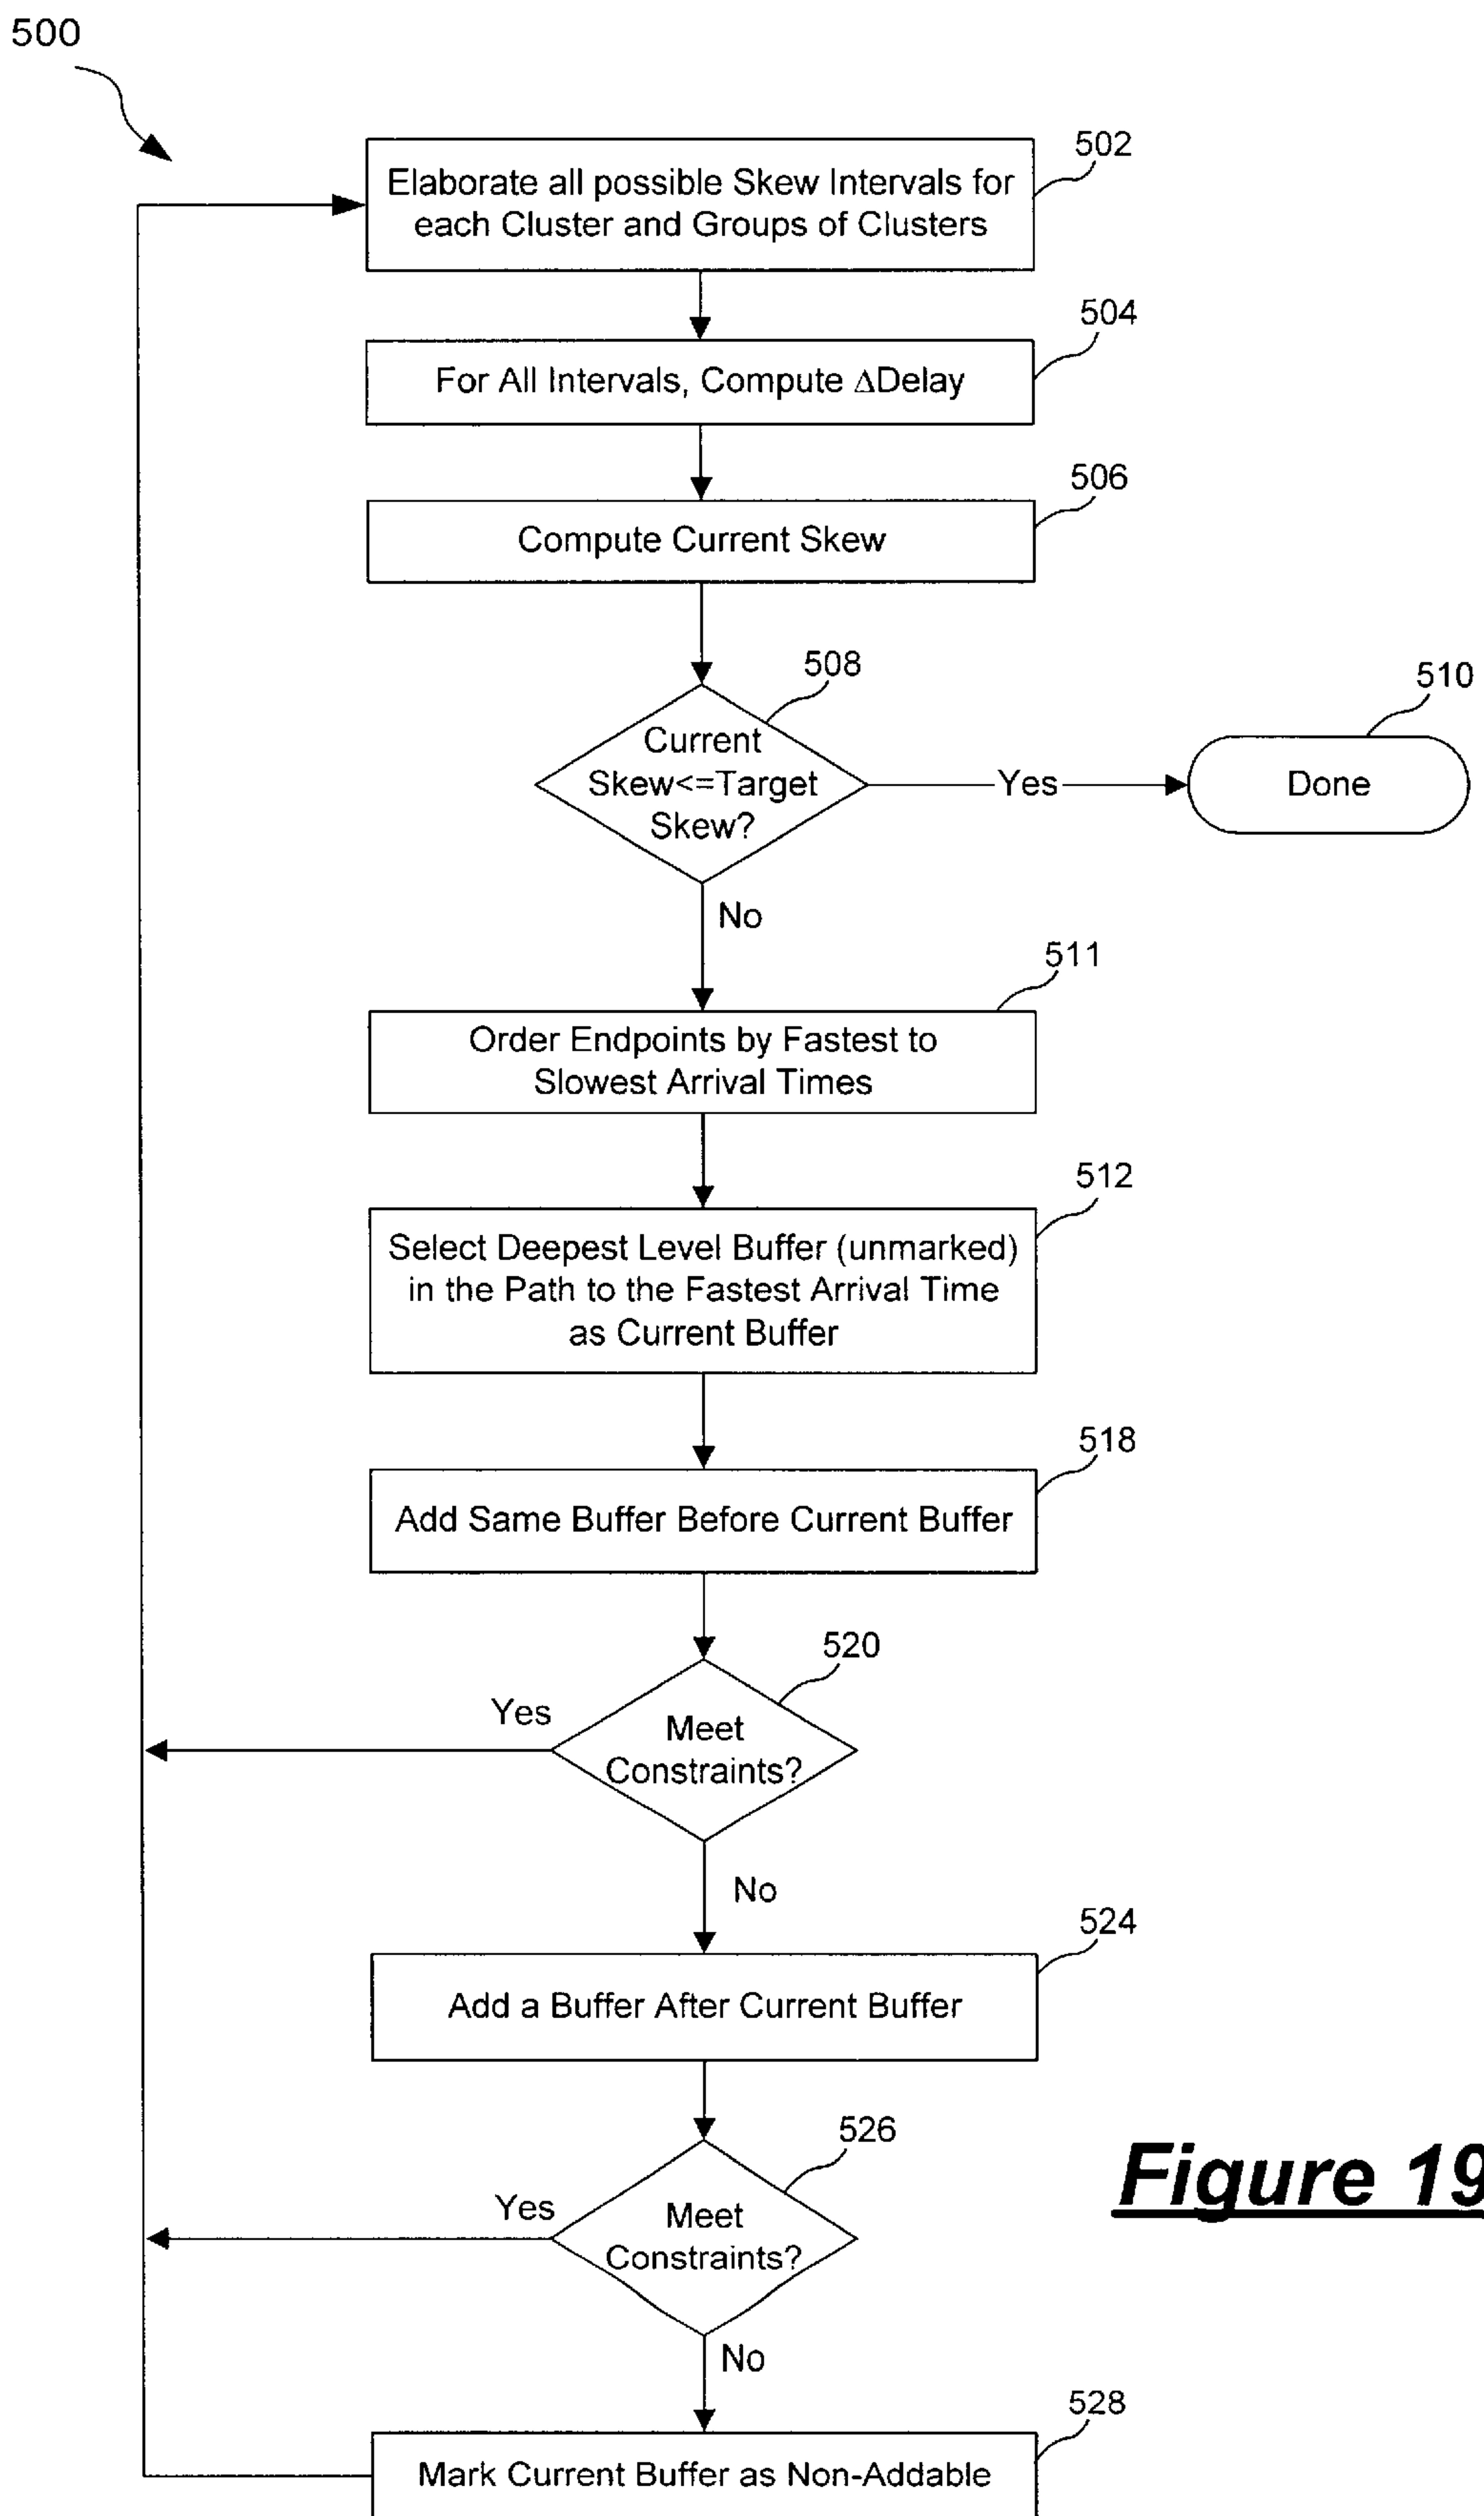 500
502
Elaborate all possible Skew Intervals for
each Cluster and Groups of Clusters
504
For All Intervals, Compute ΔDelay
506
Compute Current Skew
508
Current
Skew<=Target
Skew?
Yes
510
Done
No
511
Order Endpoints by Fastest to
Slowest Arrival Times
512
Select Deepest Level Buffer (unmarked)
in the Path to the Fastest Arrival Time
as Current Buffer
518
Add Same Buffer Before Current Buffer
520
Yes
Meet
Constraints?
No
524
Add a Buffer After Current Buffer
526
Yes
Meet
Constraints?
Figure 19
No
528
Mark Current Buffer as Non-Addable